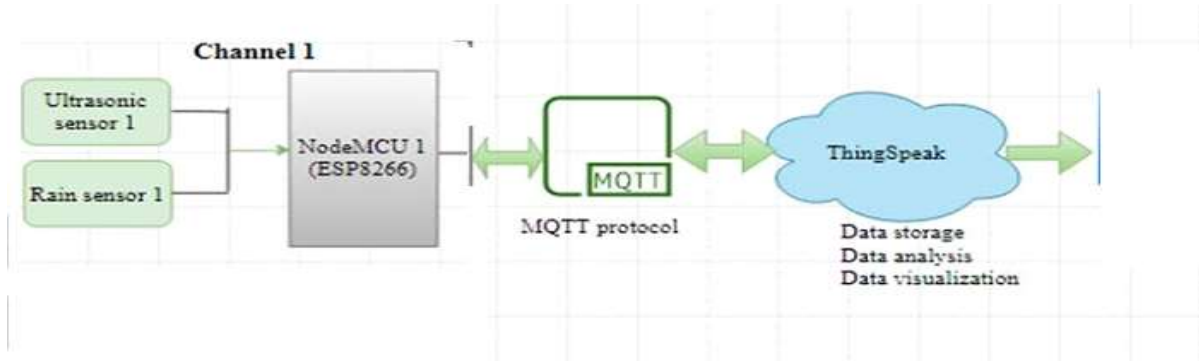 Channel 1
Ultrasonic
sensor 1
Rain sensor 1
NodeMCU 1
(ESP8266)
MQTT
MQTT protocol
ThingSpeak
Data storage
Data analysis
Data visualization